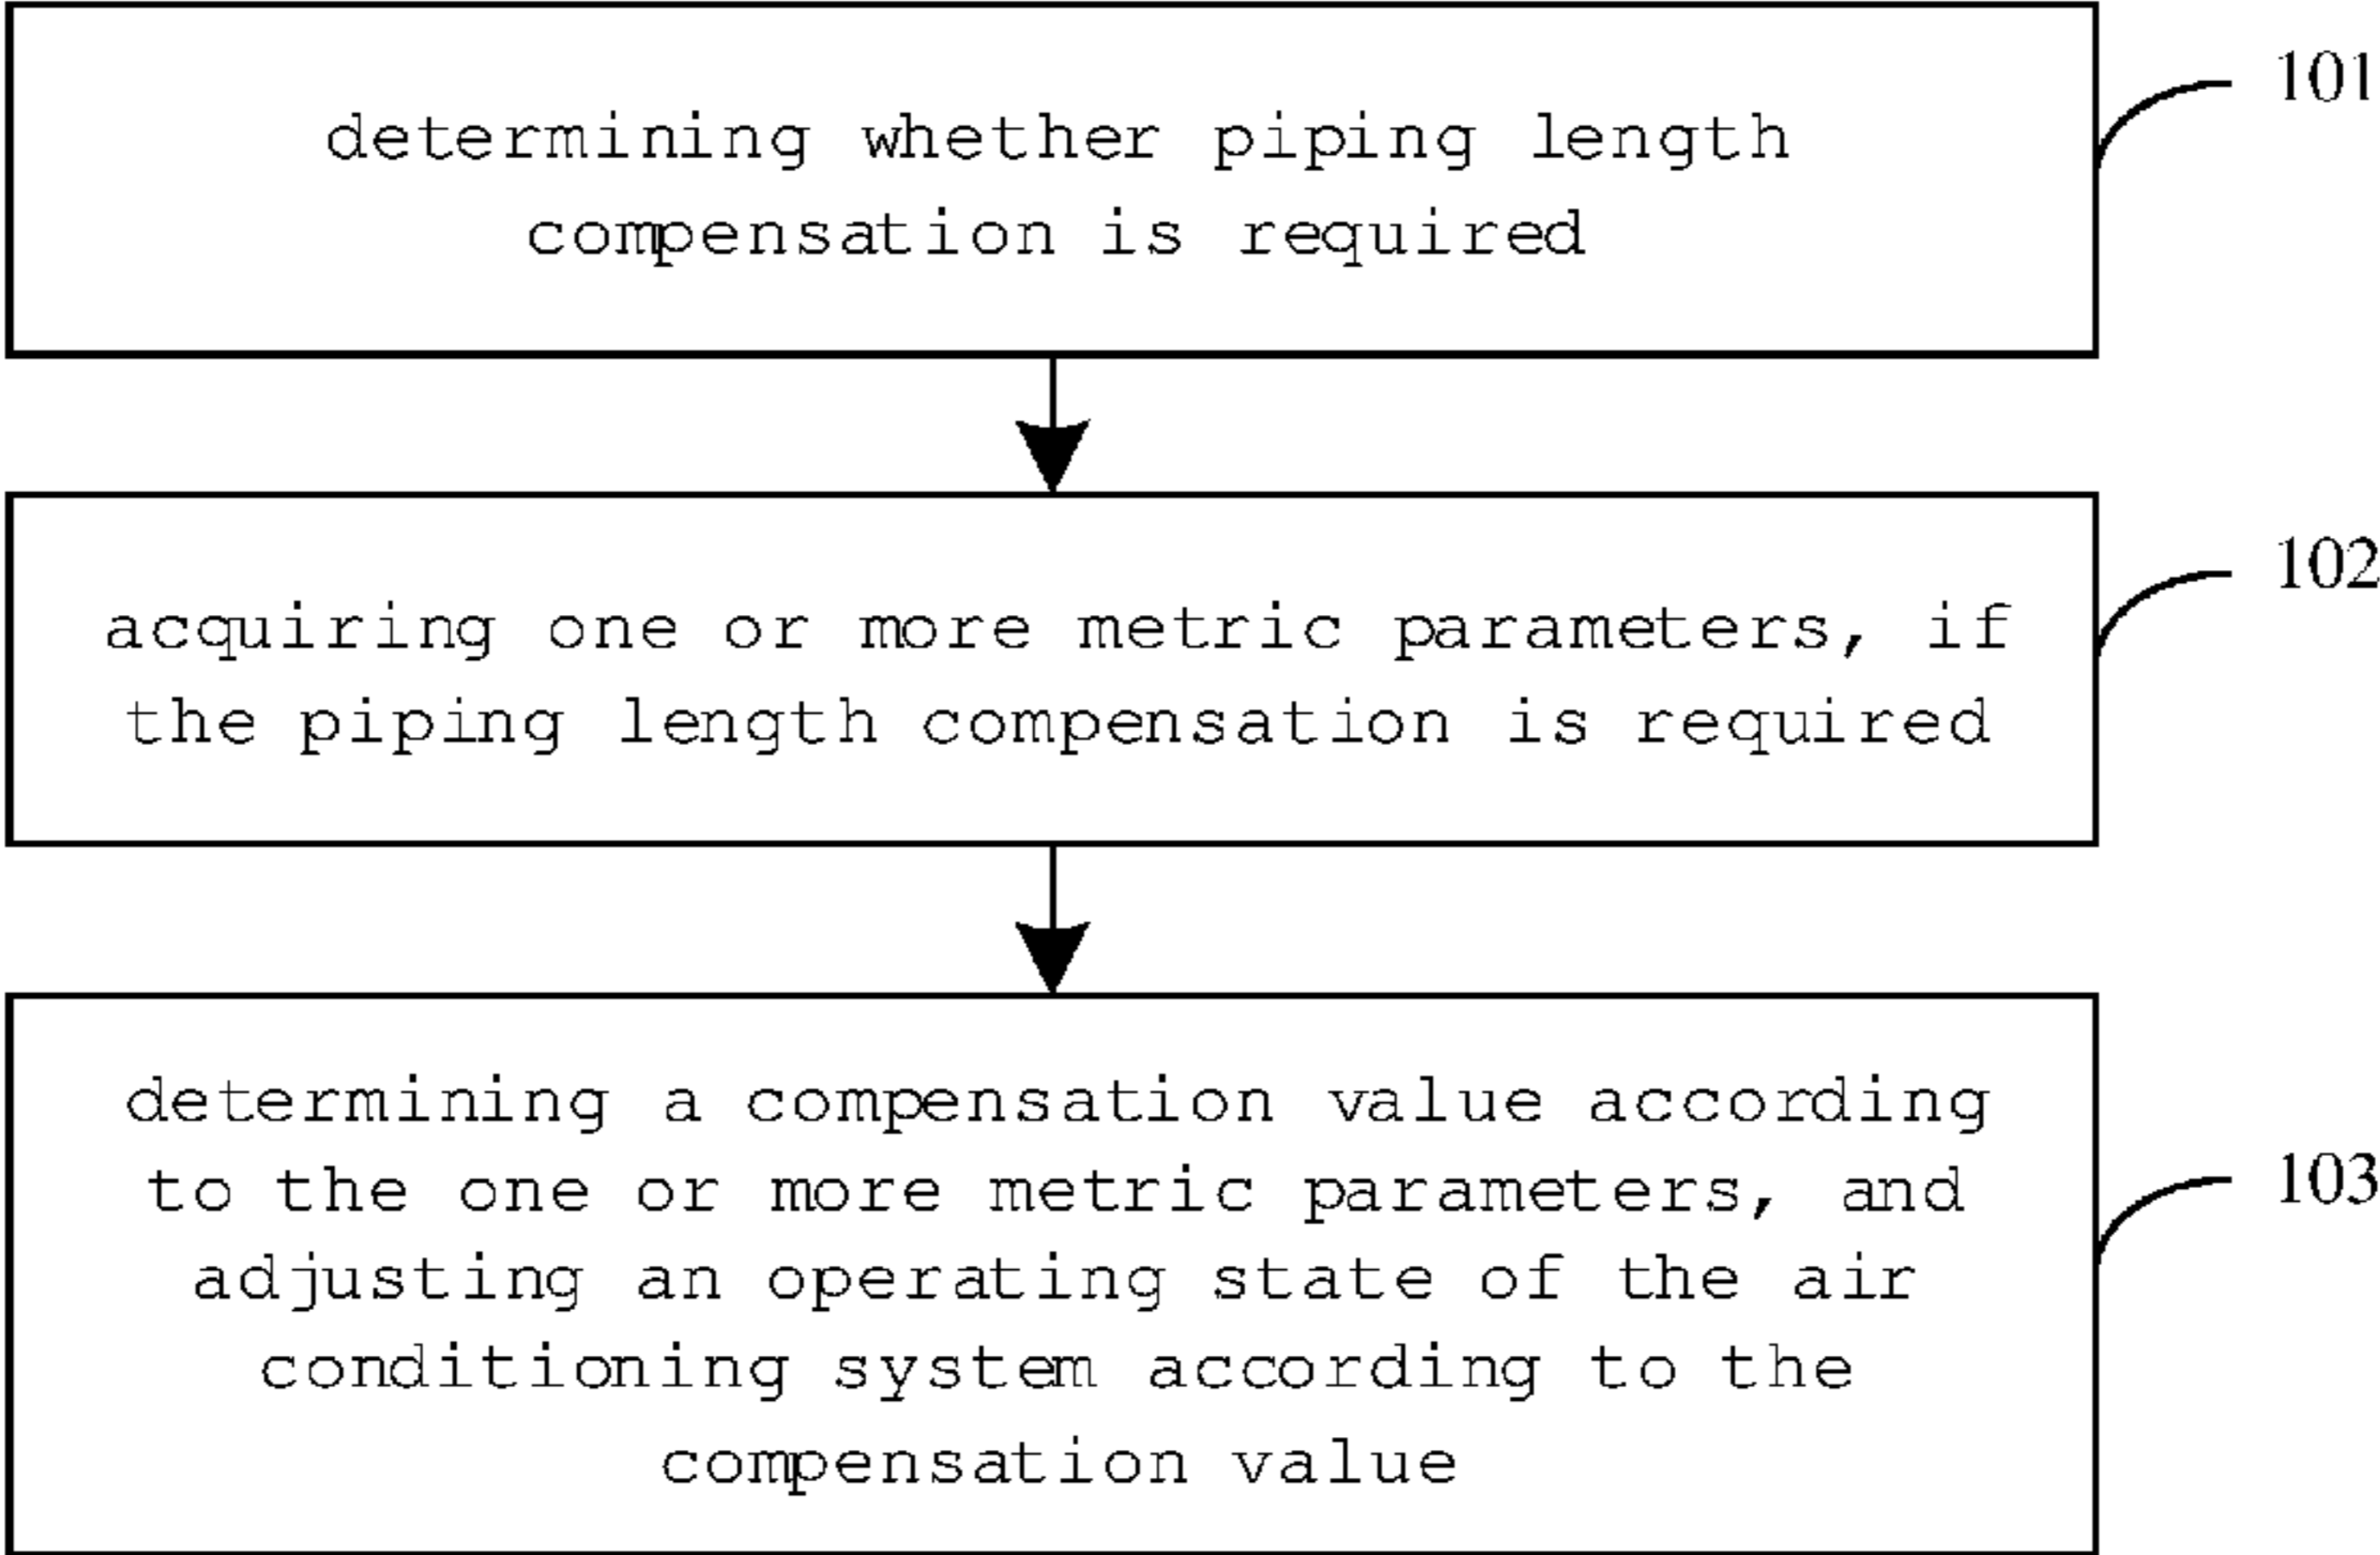 determining whether piping length
compensation is required
101
acquiring one or more metric parameters, if
the piping length compensation is required
102
determining a compensation value according
to the one or more metric parameters, and
adjusting an operating state of the air
conditioning system according to the
compensation value
103